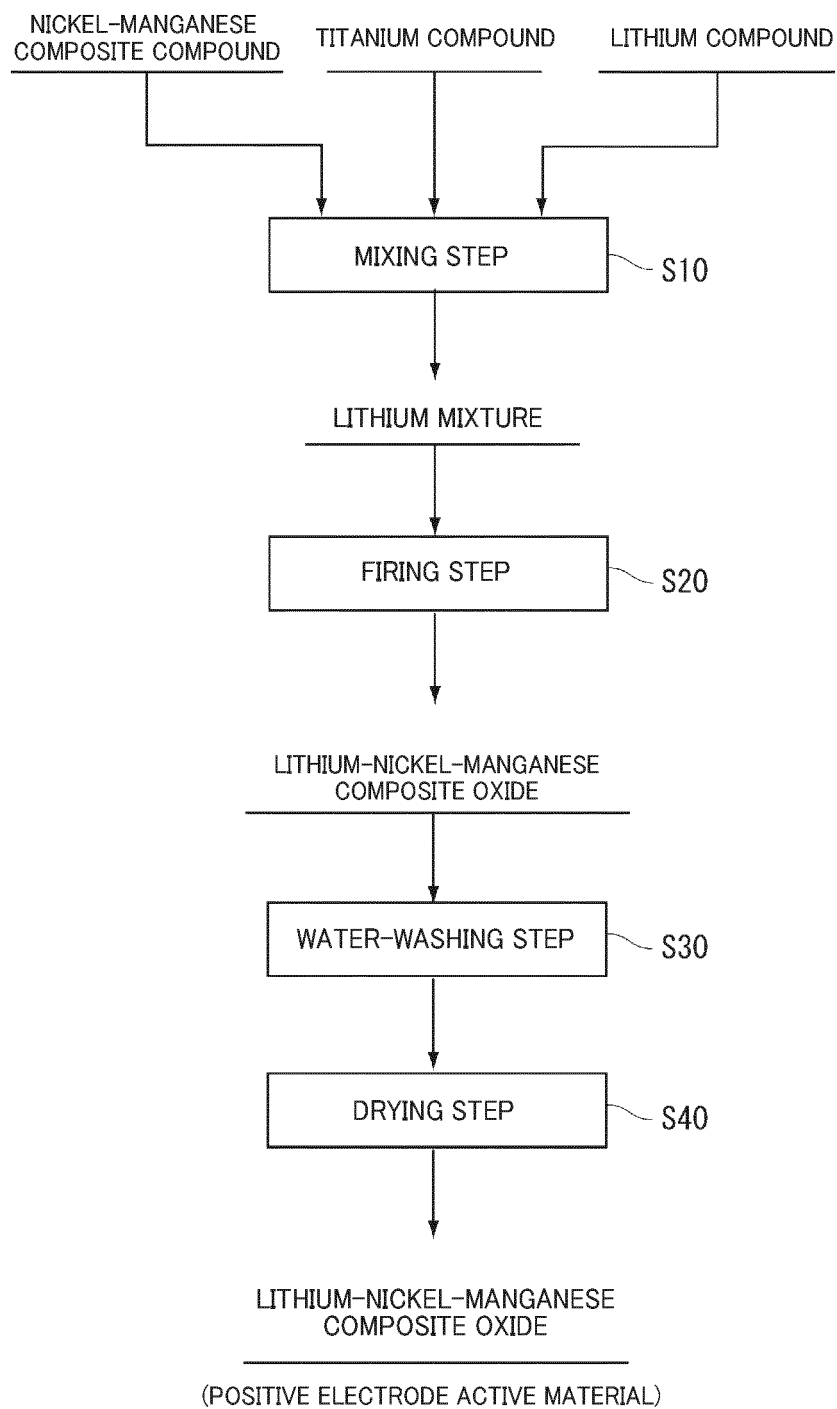 NICKEL-MANGANESE
COMPOSITE COMPOUND
TITANIUM COMPOUND
LITHIUM COMPOUND
MIXING STEP
S10
LITHIUM MIXTURE
FIRING STEP
S20
LITHIUM-NICKEL-MANGANESE
COMPOSITE OXIDE
WATER-WASHING STEP
S30
DRYING STEP
S40
LITHIUM-NICKEL-MANGANESE
COMPOSITE OXIDE
(POSITIVE ELECTRODE ACTIVE MATERIAL)